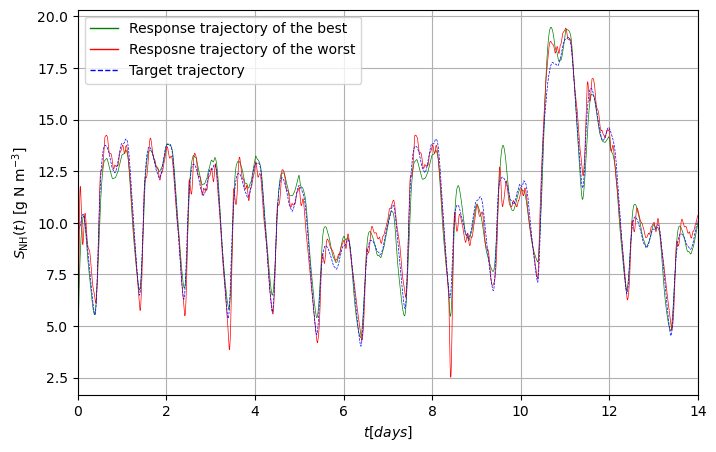 20.0
17.5
15.0
12.5
10.0
7.5
5.0
2.5
S_NH(t) [g N m⁻³]
Response trajectory of the best
Resposne trajectory of the worst
Target trajectory
0 2 4 6 8 10 12 14
t[days]